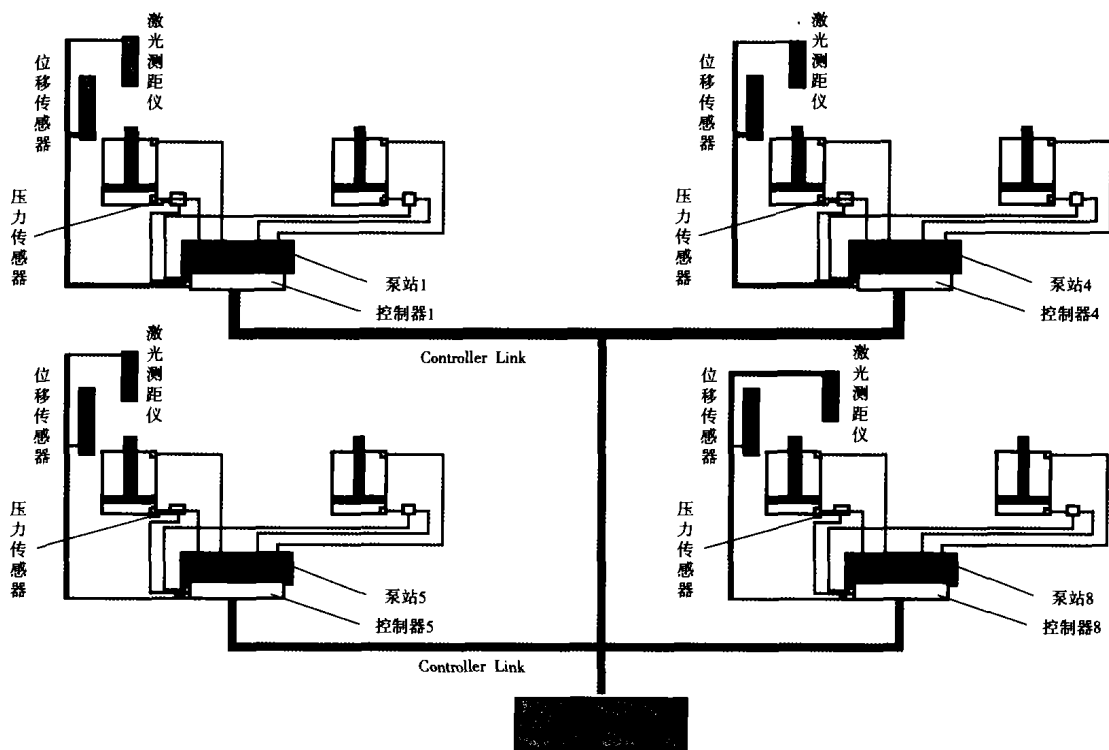 激光测距仪
位移传感器
压力传感器
泵站1
控制器1
激光测距仪
位移传感器
压力传感器
泵站4
控制器4
Controller Link
激光测距仪
位移传感器
压力传感器
泵站5
控制器5
激光测距仪
位移传感器
压力传感器
泵站8
控制器8
Controller Link